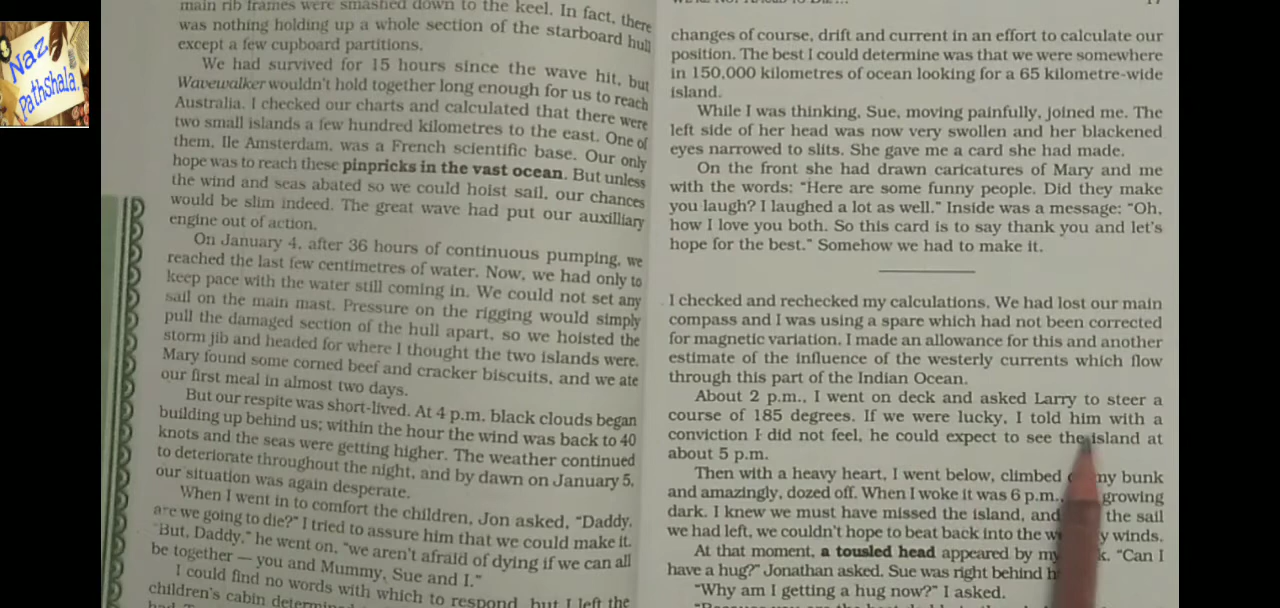 Naz
Pathshala.
main rib frames were smashed down to the keel. In fact, there
was nothing holding up a whole section of the starboard hull
except a few cupboard partitions.
We had survived for 15 hours since the wave hit, but
Wavewalker wouldn't hold together long enough for us to reach
Australia. I checked our charts and calculated that there were
two small islands a few hundred kilometres to the east. One of
them, Ile Amsterdam, was a French scientific base. Our only
hope was to reach these pinpricks in the vast ocean. But unless
the wind and seas abated so we could hoist sail, our chances
would be slim indeed. The great wave had put our auxilliary
engine out of action.
On January 4, after 36 hours of continuous pumping, we
reached the last few centimetres of water. Now, we had only to
keep pace with the water still coming in. We could not set any
sail on the main mast. Pressure on the rigging would simply
pull the damaged section of the hull apart, so we hoisted the
storm jib and headed for where I thought the two islands were.
Mary found some corned beef and cracker biscuits, and we ate
our first meal in almost two days.
But our respite was short-lived. At 4 p.m. black clouds began
building up behind us; within the hour the wind was back to 40
knots and the seas were getting higher. The weather continued
to deteriorate throughout the night, and by dawn on January 5,
our situation was again desperate.
When I went in to comfort the children, Jon asked, "Daddy,
are we going to die?" I tried to assure him that we could make it.
"But, Daddy," he went on, "we aren't afraid of dying if we can all
be together — you and Mummy, Sue and I."
I could find no words with which to respond, but I left the
children's cabin
changes of course, drift and current in an effort to calculate our
position. The best I could determine was that we were somewhere
in 150,000 kilometres of ocean looking for a 65 kilometre-wide
island.
While I was thinking, Sue, moving painfully, joined me. The
left side of her head was now very swollen and her blackened
eyes narrowed to slits. She gave me a card she had made.
On the front she had drawn caricatures of Mary and me
with the words: "Here are some funny people. Did they make
you laugh? I laughed a lot as well." Inside was a message: "Oh,
how I love you both. So this card is to say thank you and let's
hope for the best." Somehow we had to make it.
I checked and rechecked my calculations. We had lost our main
compass and I was using a spare which had not been corrected
for magnetic variation. I made an allowance for this and another
estimate of the influence of the westerly currents which flow
through this part of the Indian Ocean.
About 2 p.m., I went on deck and asked Larry to steer a
course of 185 degrees. If we were lucky, I told him with a
conviction I did not feel, he could expect to see the island at
about 5 p.m.
Then with a heavy heart, I went below, climbed my bunk
and amazingly, dozed off. When I woke it was 6 p.m., growing
dark. I knew we must have missed the island, and the sail
we had left, we couldn't hope to beat back into the winds.
At that moment, a tousled head appeared by my "Can I
have a hug?" Jonathan asked. Sue was right behind
"Why am I getting a hug now?" I asked.